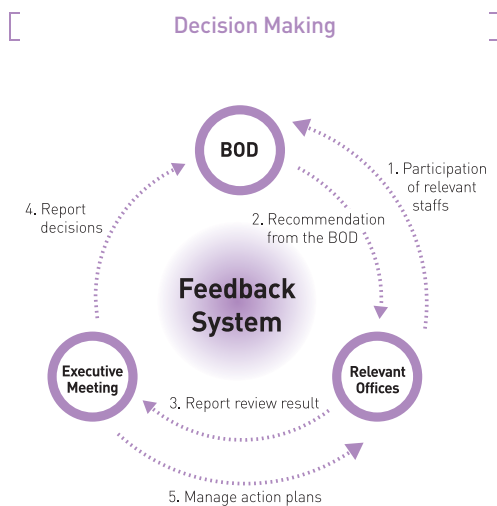 Decision Making
BOD
1. Participation
of relevant
staffs
2. Recommendation
from the BOD
4. Report
decisions
Feedback
System
Executive
Meeting
Relevant
Offices
3. Report review result
5. Manage action plans